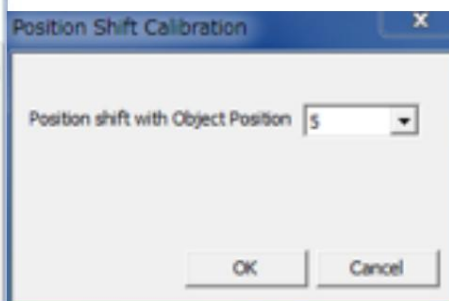 Position Shift Calibration
x
Position shift with Object Position 5
OK Cancel